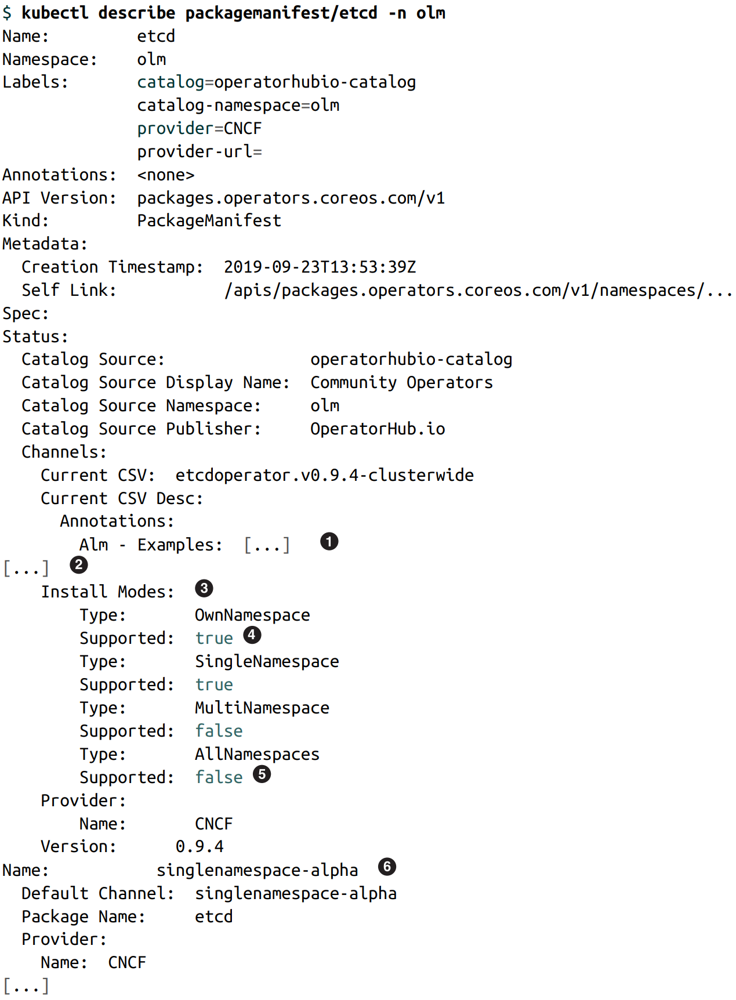 $ kubectl describe packagemanifest/etcd -n olm
Name:         etcd
Namespace:    olm
Labels:       catalog=operatorhubio-catalog
              catalog-namespace=olm
              provider=CNCF
              provider-url=
Annotations:  <none>
API Version:  packages.operators.coreos.com/v1
Kind:         PackageManifest
Metadata:
  Creation Timestamp:  2019-09-23T13:53:39Z
  Self Link:           /apis/packages.operators.coreos.com/v1/namespaces/...
Spec:
Status:
  Catalog Source:               operatorhubio-catalog
  Catalog Source Display Name:  Community Operators
  Catalog Source Namespace:     olm
  Catalog Source Publisher:     OperatorHub.io
  Channels:
    Current CSV:  etcdoperator.v0.9.4-clusterwide
    Current CSV Desc:
      Annotations:
        Alm - Examples:  [...]   ❶
[...]  ❷
    Install Modes:  ❸
        Type:       OwnNamespace
        Supported:  true ❹
        Type:       SingleNamespace
        Supported:  true
        Type:       MultiNamespace
        Supported:  false
        Type:       AllNamespaces
        Supported:  false ❺
    Provider:
        Name:       CNCF
    Version:      0.9.4
Name:           singlenamespace-alpha  ❻
  Default Channel:  singlenamespace-alpha
  Package Name:     etcd
  Provider:
    Name:  CNCF
[...]